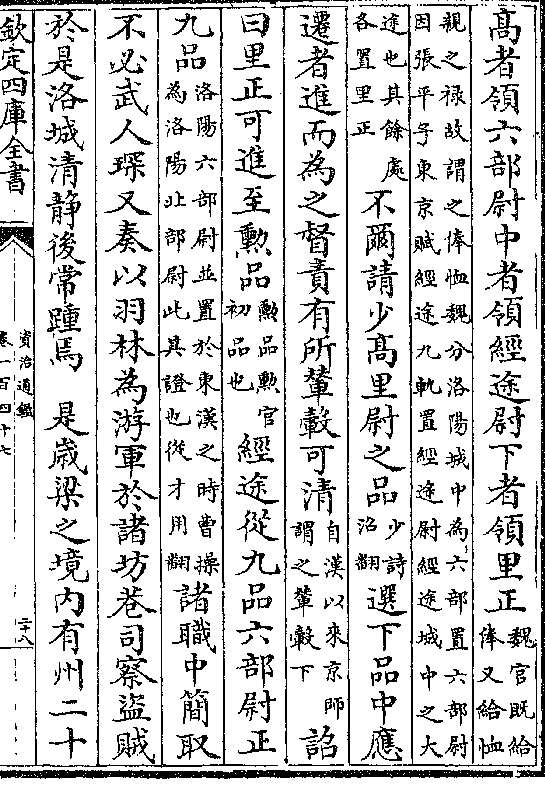 髙者領六部尉中者領經途尉下者領里正魏官既給俸又給恤
親之禄故謂之俸恤魏分洛陽城中為六部置六部尉因張平子東京賦經途九軌置經途尉經途城中之大
途也其餘處各置里正不爾請少髙里尉之品少詩沼翻選下品中應
遷者進而為之督責有所輦轂可清自漢以來京師謂之輦轂下詔
曰里正可進至勲品勲品勲官初品也經途從九品六部尉正
九品洛陽六部尉並置於東漢之時曹操為洛陽北部尉此其證也從才用翻諸職中簡取
不必武人琛又奏以羽林為游軍於諸坊巷司察盜賊
於是洛城清静後常踵焉 是歲梁之境内有州二十
欽定四庫全書
資治通鑑
卷一百四十七
二十八